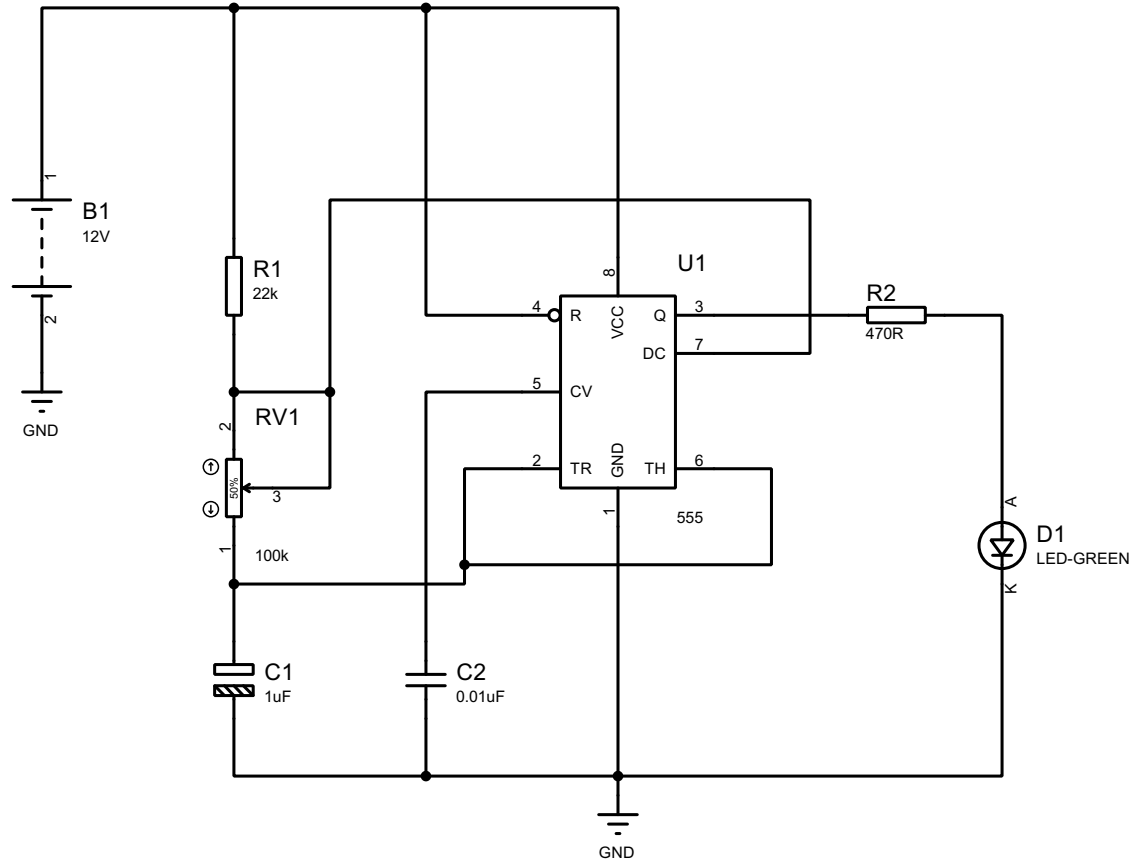 1
B1
12V
2
GND
R1
22k
RV1
2
50%
3
1
100k
C1
1uF
C2
0.01uF
U1
8
VCC
4
R
Q
3
DC
7
5
CV
2
TR
GND
TH
6
1
555
R2
470R
A
D1
LED-GREEN
K
GND